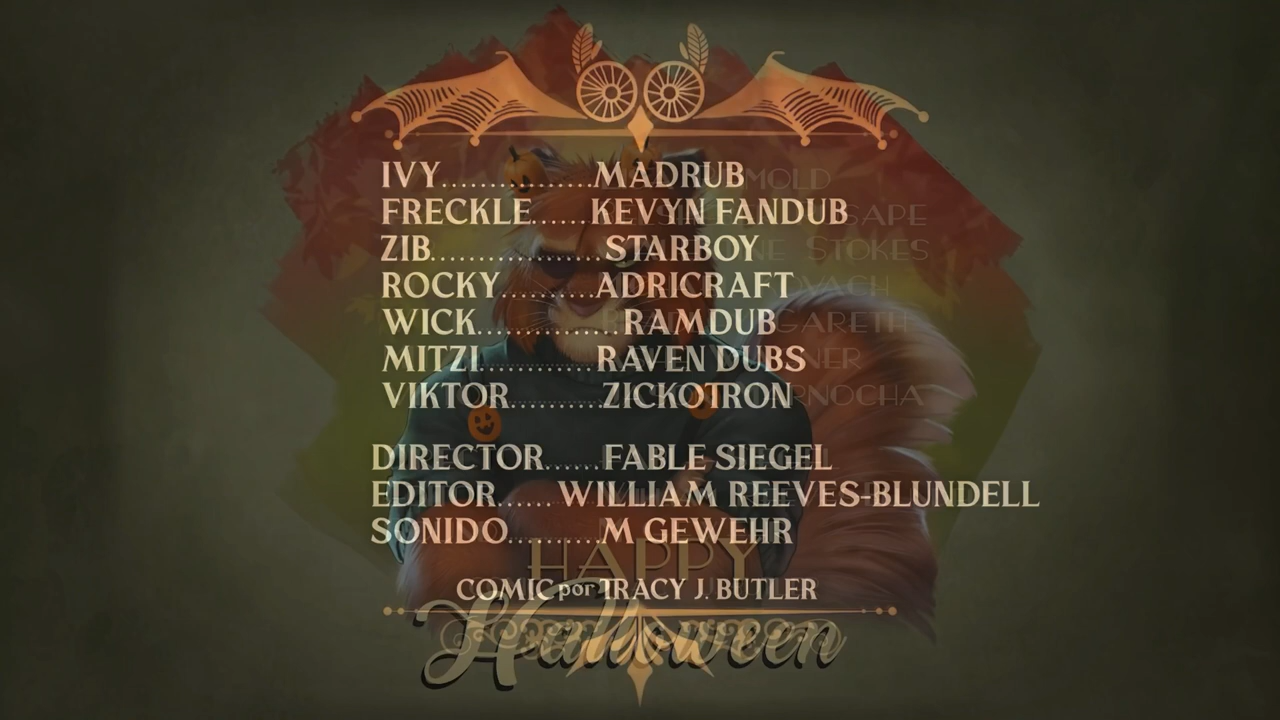 IVY...............MADRUB
FRECKLE......KEVYN FANDUB
ZIB..................STARBOY
ROCKY..........ADRICRAFT
WICK...............RAMDUB
MITZI............RAVEN DUBS
VIKTOR..........ZICKOTRON
DIRECTOR......FABLE SIEGEL
EDITOR......WILLIAM REEVES-BLUNDELL
SONIDO..........M GEWEHR
HAPPY
COMIC por TRACY J. BUTLER
Halloween